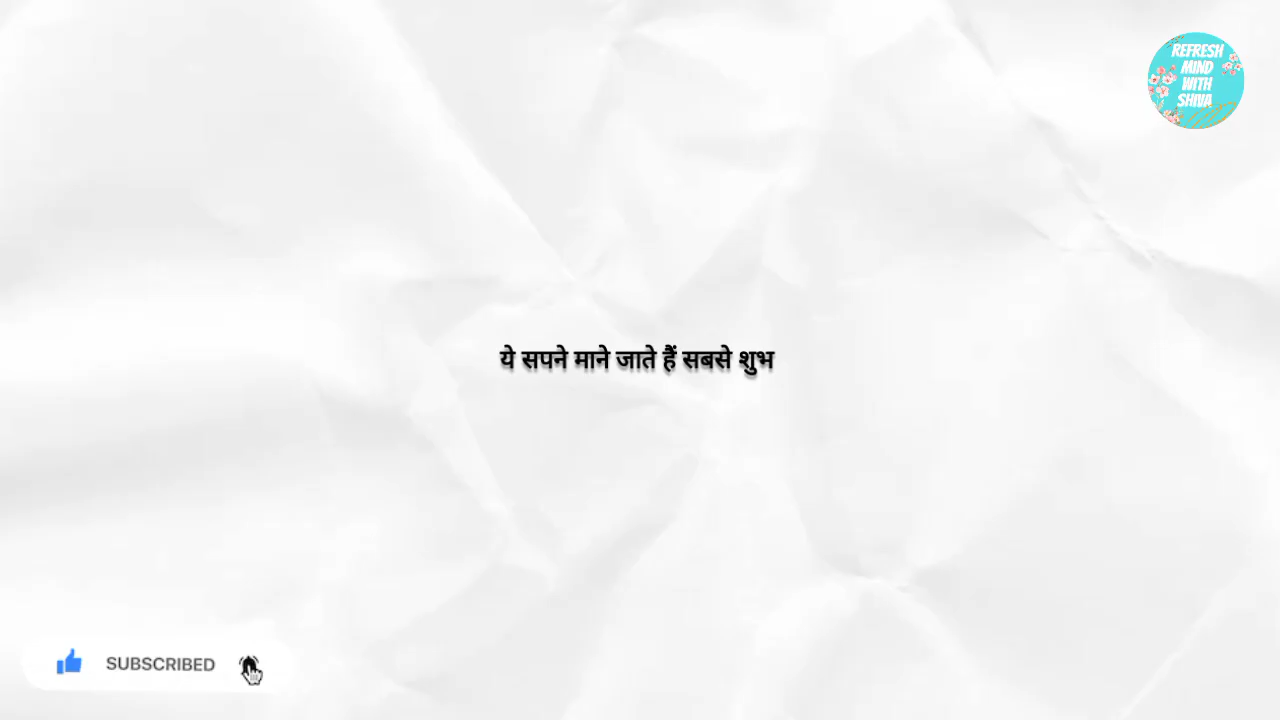 REFRESH
MIND
WITH
SHIVA
ये सपने माने जाते हैं सबसे शुभ
SUBSCRIBED